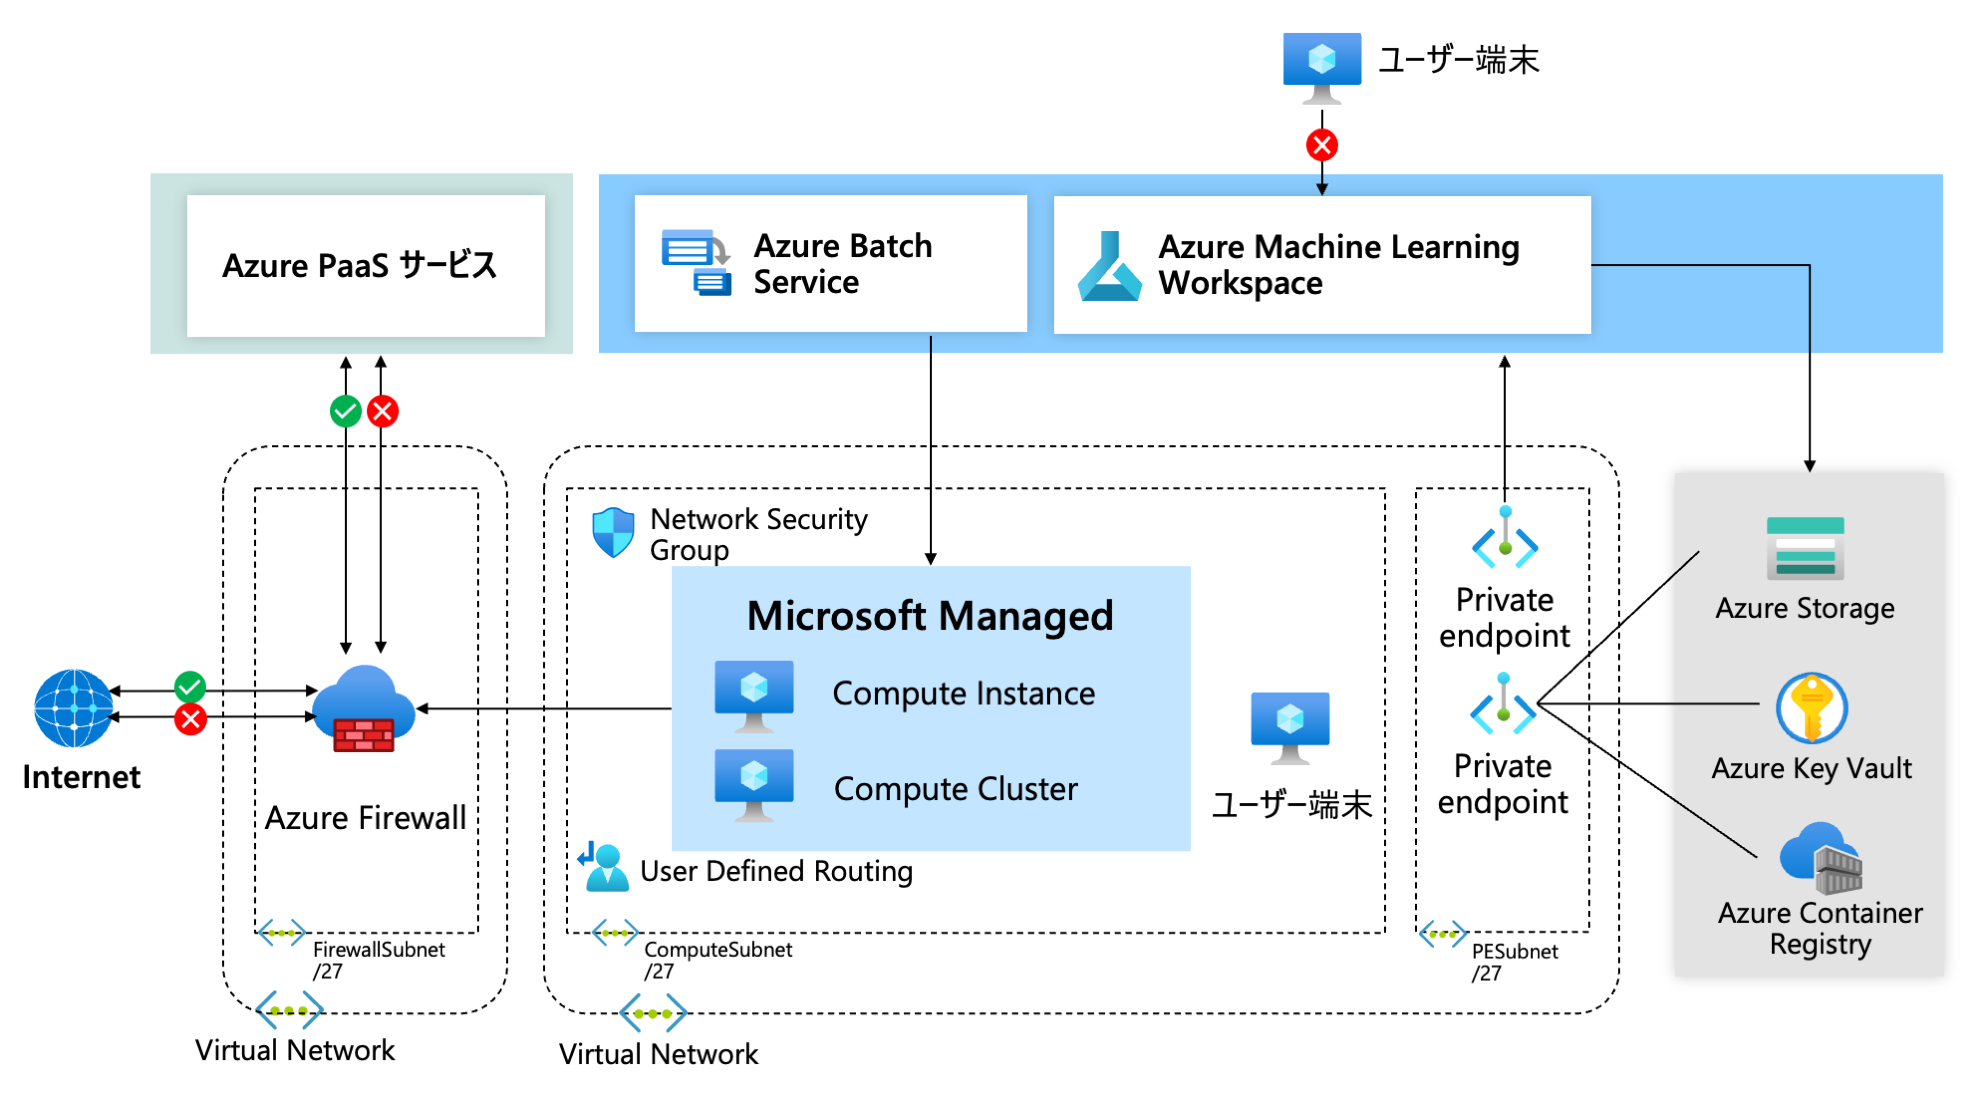 ユーザー端末
Azure PaaS サービス
Azure Batch
Service
Azure Machine Learning
Workspace
Network Security
Group
Microsoft Managed
Compute Instance
Compute Cluster
ユーザー端末
User Defined Routing
Private
endpoint
Private
endpoint
Azure Storage
Azure Key Vault
Azure Container
Registry
Internet
Azure Firewall
FirewallSubnet
/27
ComputeSubnet
/27
PESubnet
/27
Virtual Network
Virtual Network